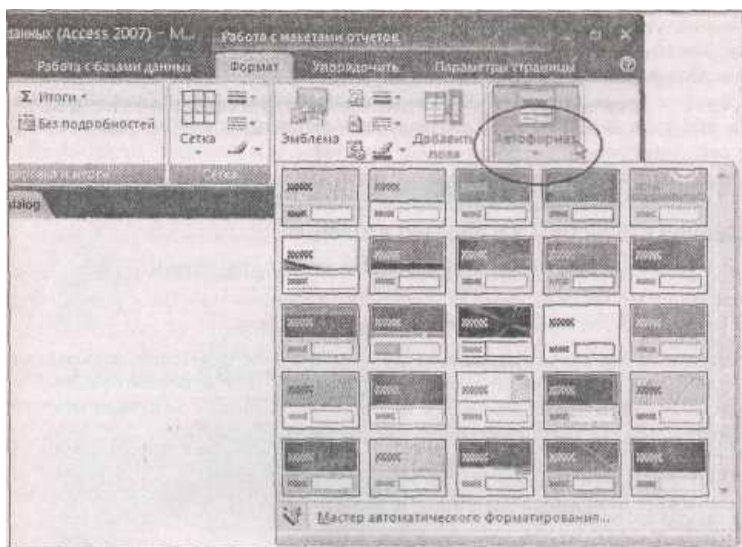 данных (Access 2007) - М...
Работа с макетами отчетов
Работа с базами данных
Формат
Упорядочить
Параметры страницы
Σ Итоги
Без подробностей
Сетка
Эмблема
Добавить поля
Автоформат
Сетка
Мастер автоматического форматирования...